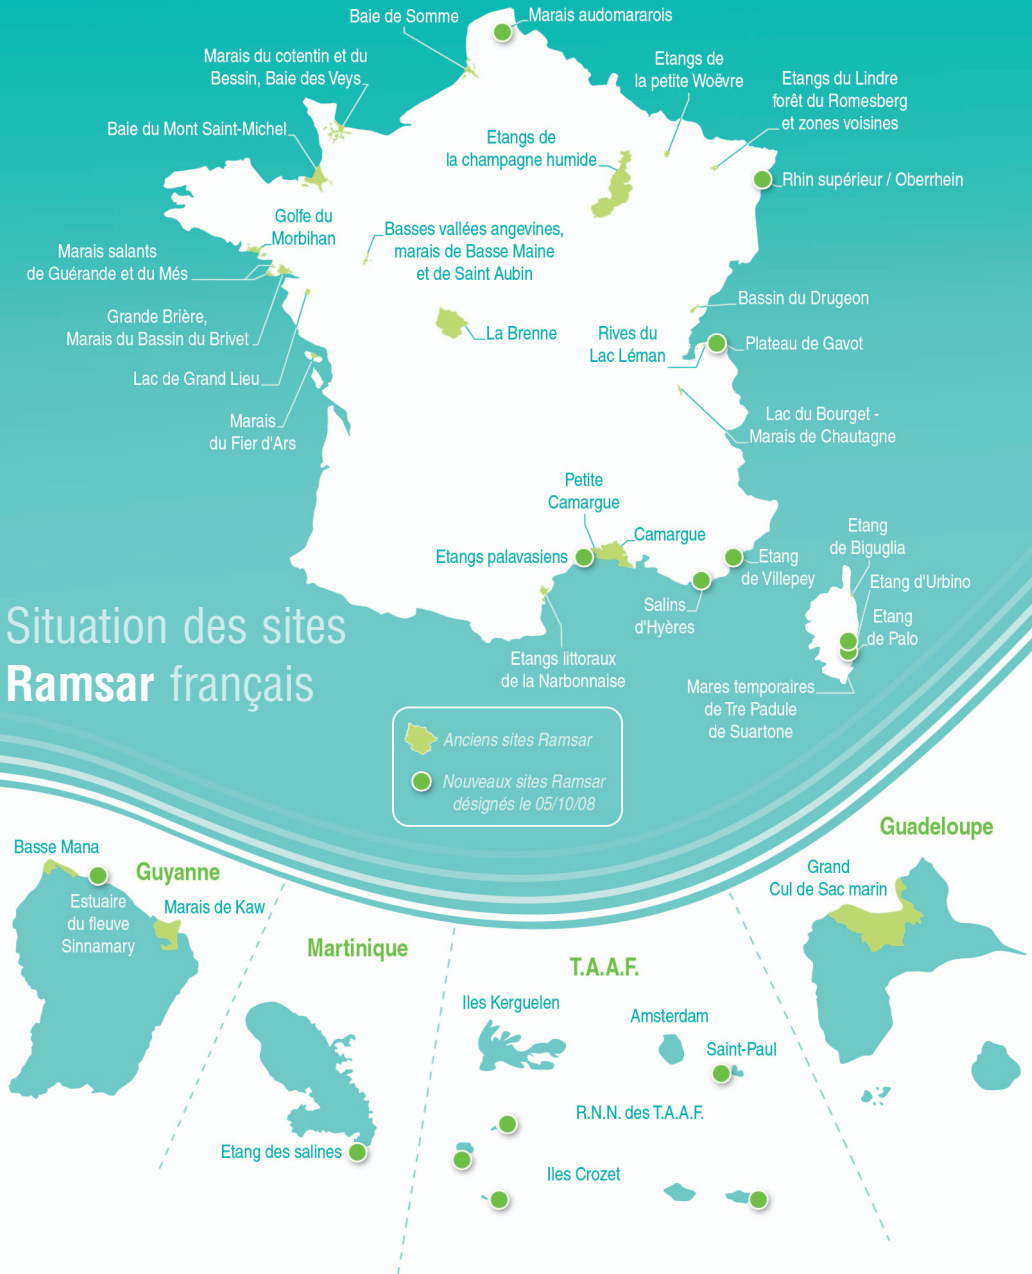 Baie de Somme
Marais audomararois
Marais du cotentin et du
Bessin, Baie des Veys
Etangs de
la petite Woëvre
Etangs du Lindre
forêt du Romesberg
et zones voisines
Baie du Mont Saint-Michel
Etangs de
la champagne humide
Rhin supérieur / Oberrhein
Golfe du
Morbihan
Basses vallées angevines,
marais de Basse Maine
et de Saint Aubin
Marais salants
de Guérande et du Més
Grande Brière,
Marais du Bassin du Brivet
Bassin du Drugeon
La Brenne
Rives du
Lac Léman
Plateau de Gavot
Lac de Grand Lieu
Marais
du Fier d'Ars
Lac du Bourget -
Marais de Chautagne
Petite
Camargue
Camargue
Etangs palavasiens
Etang
de Villepey
Etang
de Biguglia
Etang d'Urbino
Etang
de Palo
Salins
d'Hyères
Etangs littoraux
de la Narbonnaise
Mares temporaires
de Tre Padule
de Suartone
Situation des sites
Ramsar français
Anciens sites Ramsar
Nouveaux sites Ramsar
désignés le 05/10/08
Guyanne
Basse Mana
Estuaire
du fleuve
Sinnamary
Marais de Kaw
Martinique
Etang des salines
T.A.A.F.
Iles Kerguelen
Amsterdam
Saint-Paul
R.N.N. des T.A.A.F.
Iles Crozet
Guadeloupe
Grand
Cul de Sac marin